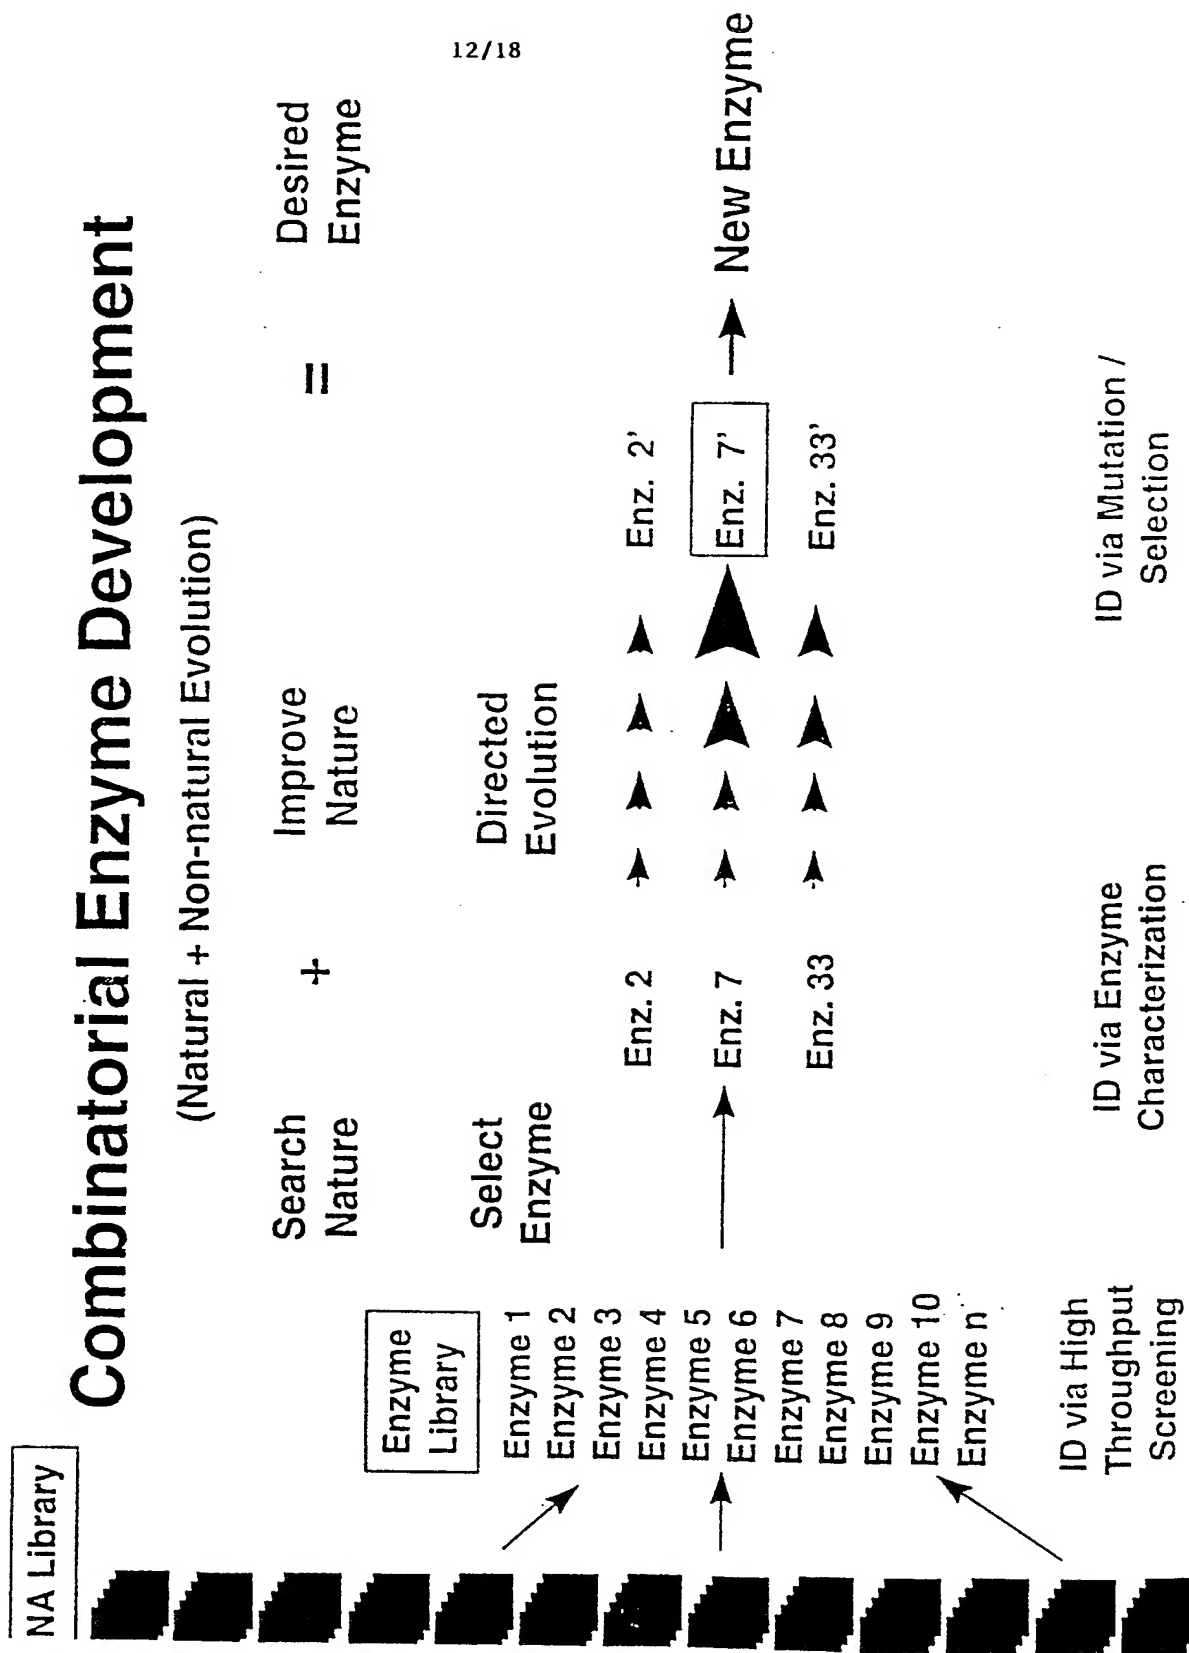 12/18
NA Library
Combinatorial Enzyme Development
(Natural + Non-natural Evolution)
Search
Nature
+
Improve
Nature
=
Desired
Enzyme
Enzyme
Library
Select
Enzyme
Directed
Evolution
Enzyme 1
Enzyme 2
Enzyme 3
Enzyme 4
Enzyme 5
Enzyme 6
Enzyme 7
Enzyme 8
Enzyme 9
Enzyme 10
Enzyme n
Enz. 2
Enz. 7
Enz. 33
Enz. 2'
Enz. 7'
Enz. 33'
New Enzyme
ID via High
Throughput
Screening
ID via Enzyme
Characterization
ID via Mutation /
Selection